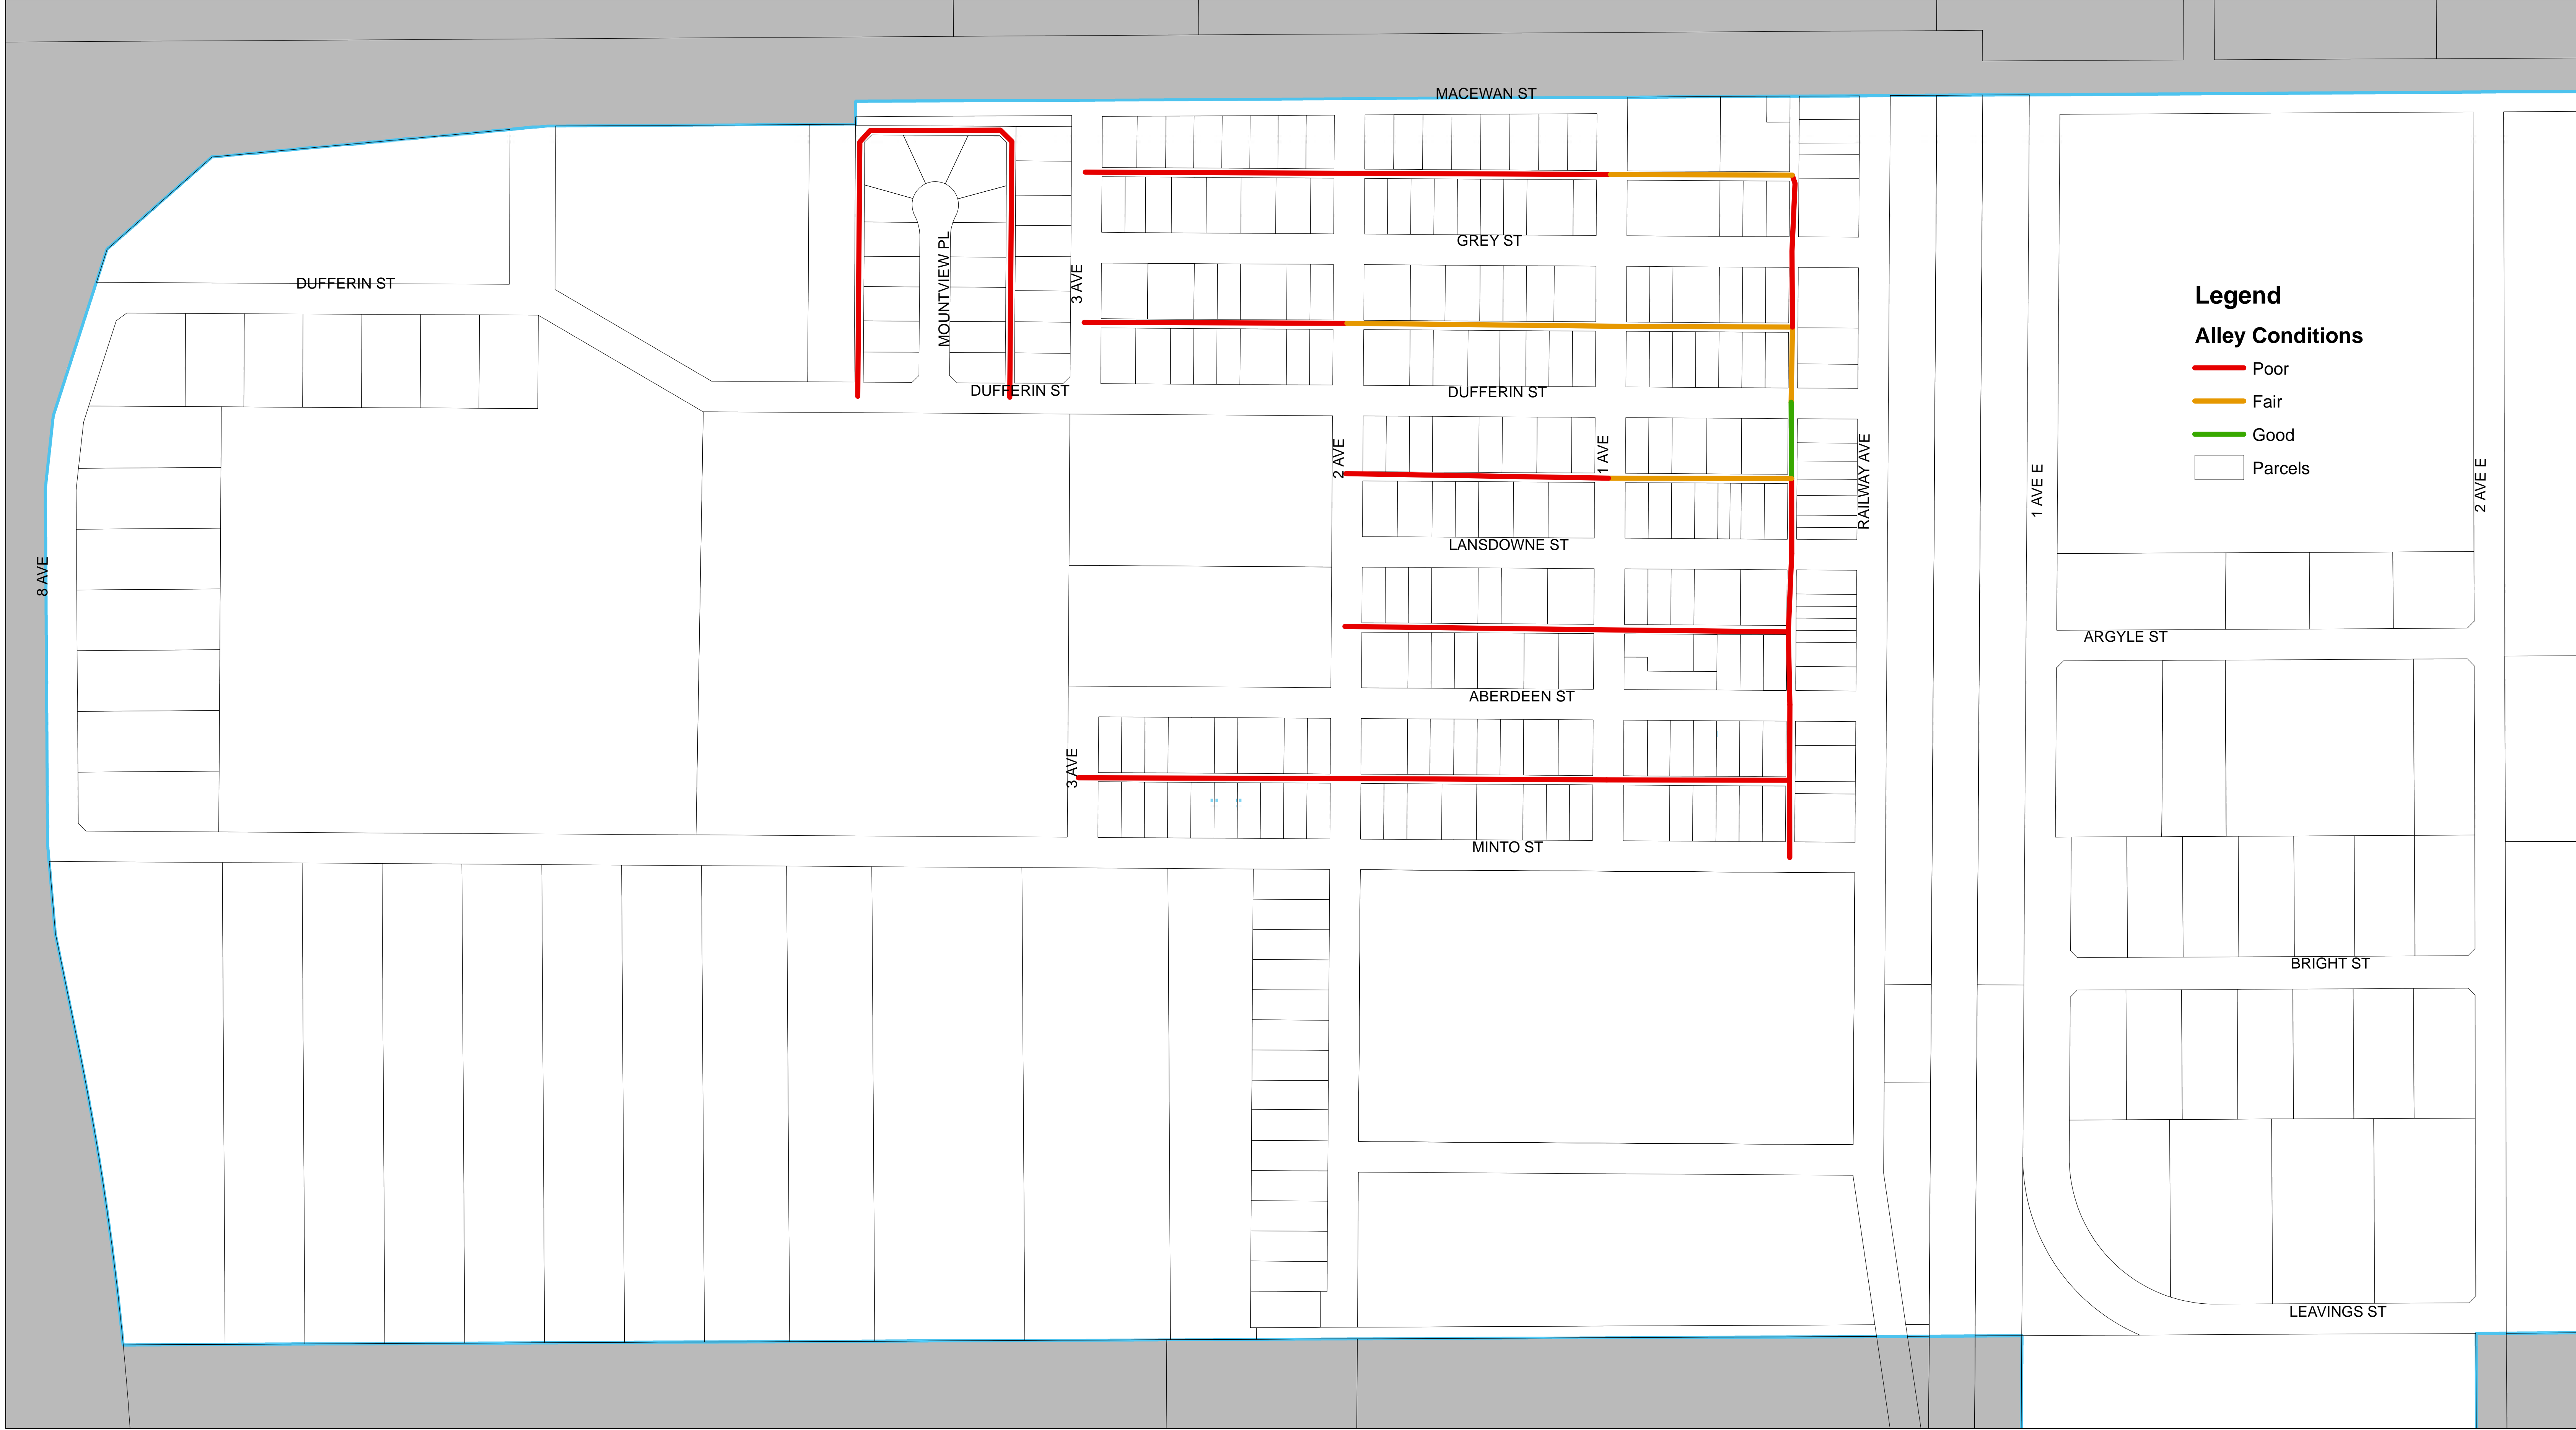 MACEWAN ST
GREY ST
DUFFERIN ST
MOUNTVIEW PL
3 AVE
Legend
Alley Conditions
Poor
Fair
Good
Parcels
DUFFERIN ST
DUFFERIN ST
2 AVE
1 AVE
RAILWAY AVE
1 AVE E
2 AVE E
LANSDOWNE ST
8 AVE
ARGYLE ST
ABERDEEN ST
3 AVE
MINTO ST
BRIGHT ST
LEAVINGS ST